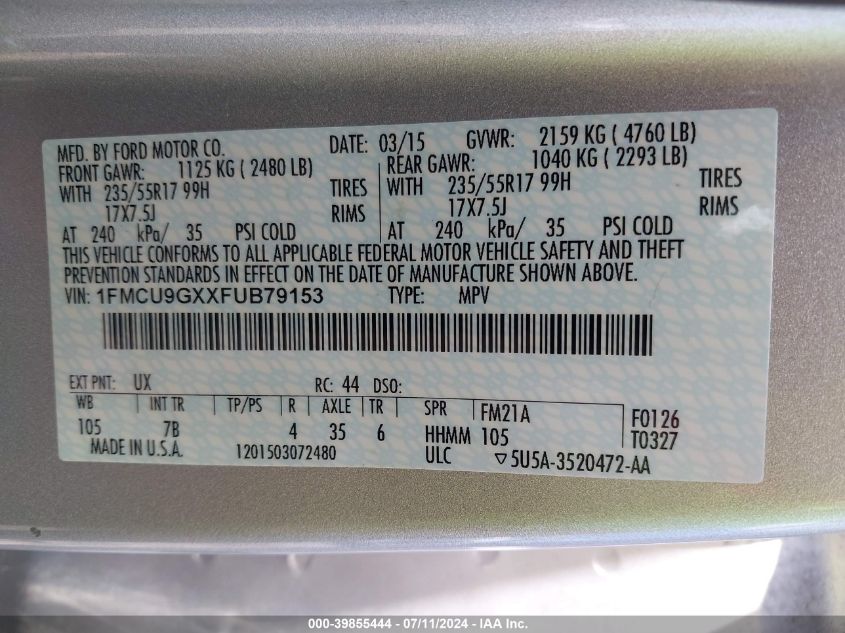 MFD. BY FORD MOTOR CO. DATE: 03/15 GVWR: 2159 KG ( 4760 LB)
FRONT GAWR: 1125 KG ( 2480 LB) REAR GAWR: 1040 KG ( 2293 LB)
WITH 235/55R17 99H TIRES WITH 235/55R17 99H TIRES
17X7.5J RIMS 17X7.5J RIMS
AT 240 kPa/ 35 PSI COLD AT 240 kPa/ 35 PSI COLD
THIS VEHICLE CONFORMS TO ALL APPLICABLE FEDERAL MOTOR VEHICLE SAFETY AND THEFT
PREVENTION STANDARDS IN EFFECT ON THE DATE OF MANUFACTURE SHOWN ABOVE.
VIN: 1FMCU9GXXFUB79153 TYPE: MPV
EXT PNT: UX RC: 44 DSO:
WB INT TR TP/PS R AXLE TR SPR FM21A F0126
105 7B 4 35 6 HHMM 105 T0327
MADE IN U.S.A. 1201503072480 ULC ▽5U5A-3520472-AA
000-39855444 - 07/11/2024 - IAA Inc.